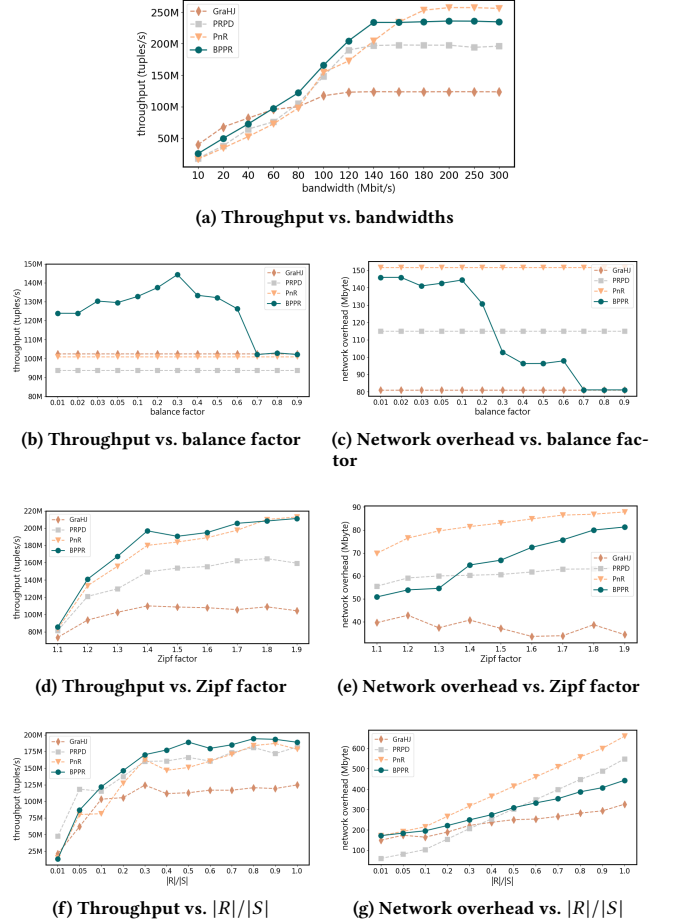 250M
200M
150M
100M
50M
throughput (tuples/s)
GraHJ
PRPD
PnR
BPPR
10 20 40 60 80 100 120 140 160 180 200 250 300
bandwidth (Mbit/s)
(a) Throughput vs. bandwidths
150M
140M
130M
120M
110M
100M
90M
80M
throughput (tuples/s)
GraHJ
PRPD
PnR
BPPR
0.01 0.02 0.03 0.05 0.1 0.2 0.3 0.4 0.5 0.6 0.7 0.8 0.9
balance factor
(b) Throughput vs. balance factor
150
140
130
120
110
100
90
80
network overhead (Mbyte)
GraHJ
PRPD
PnR
BPPR
0.01 0.02 0.03 0.05 0.1 0.2 0.3 0.4 0.5 0.6 0.7 0.8 0.9
balance factor
(c) Network overhead vs. balance fac-
tor
220M
200M
180M
160M
140M
120M
100M
80M
throughput (tuples/s)
GraHJ
PRPD
PnR
BPPR
1.1 1.2 1.3 1.4 1.5 1.6 1.7 1.8 1.9
Zipf factor
(d) Throughput vs. Zipf factor
90
80
70
60
50
40
network overhead (Mbyte)
GraHJ
PRPD
PnR
BPPR
1.1 1.2 1.3 1.4 1.5 1.6 1.7 1.8 1.9
Zipf factor
(e) Network overhead vs. Zipf factor
200M
175M
150M
125M
100M
75M
50M
25M
throughput (tuples/s)
GraHJ
PRPD
PnR
BPPR
0.01 0.05 0.1 0.2 0.3 0.4 0.5 0.6 0.7 0.8 0.9 1.0
|R|/|S|
(f) Throughput vs. |R|/|S|
600
500
400
300
200
100
network overhead (Mbyte)
GraHJ
PRPD
PnR
BPPR
0.01 0.05 0.1 0.2 0.3 0.4 0.5 0.6 0.7 0.8 0.9 1.0
|R|/|S|
(g) Network overhead vs. |R|/|S|